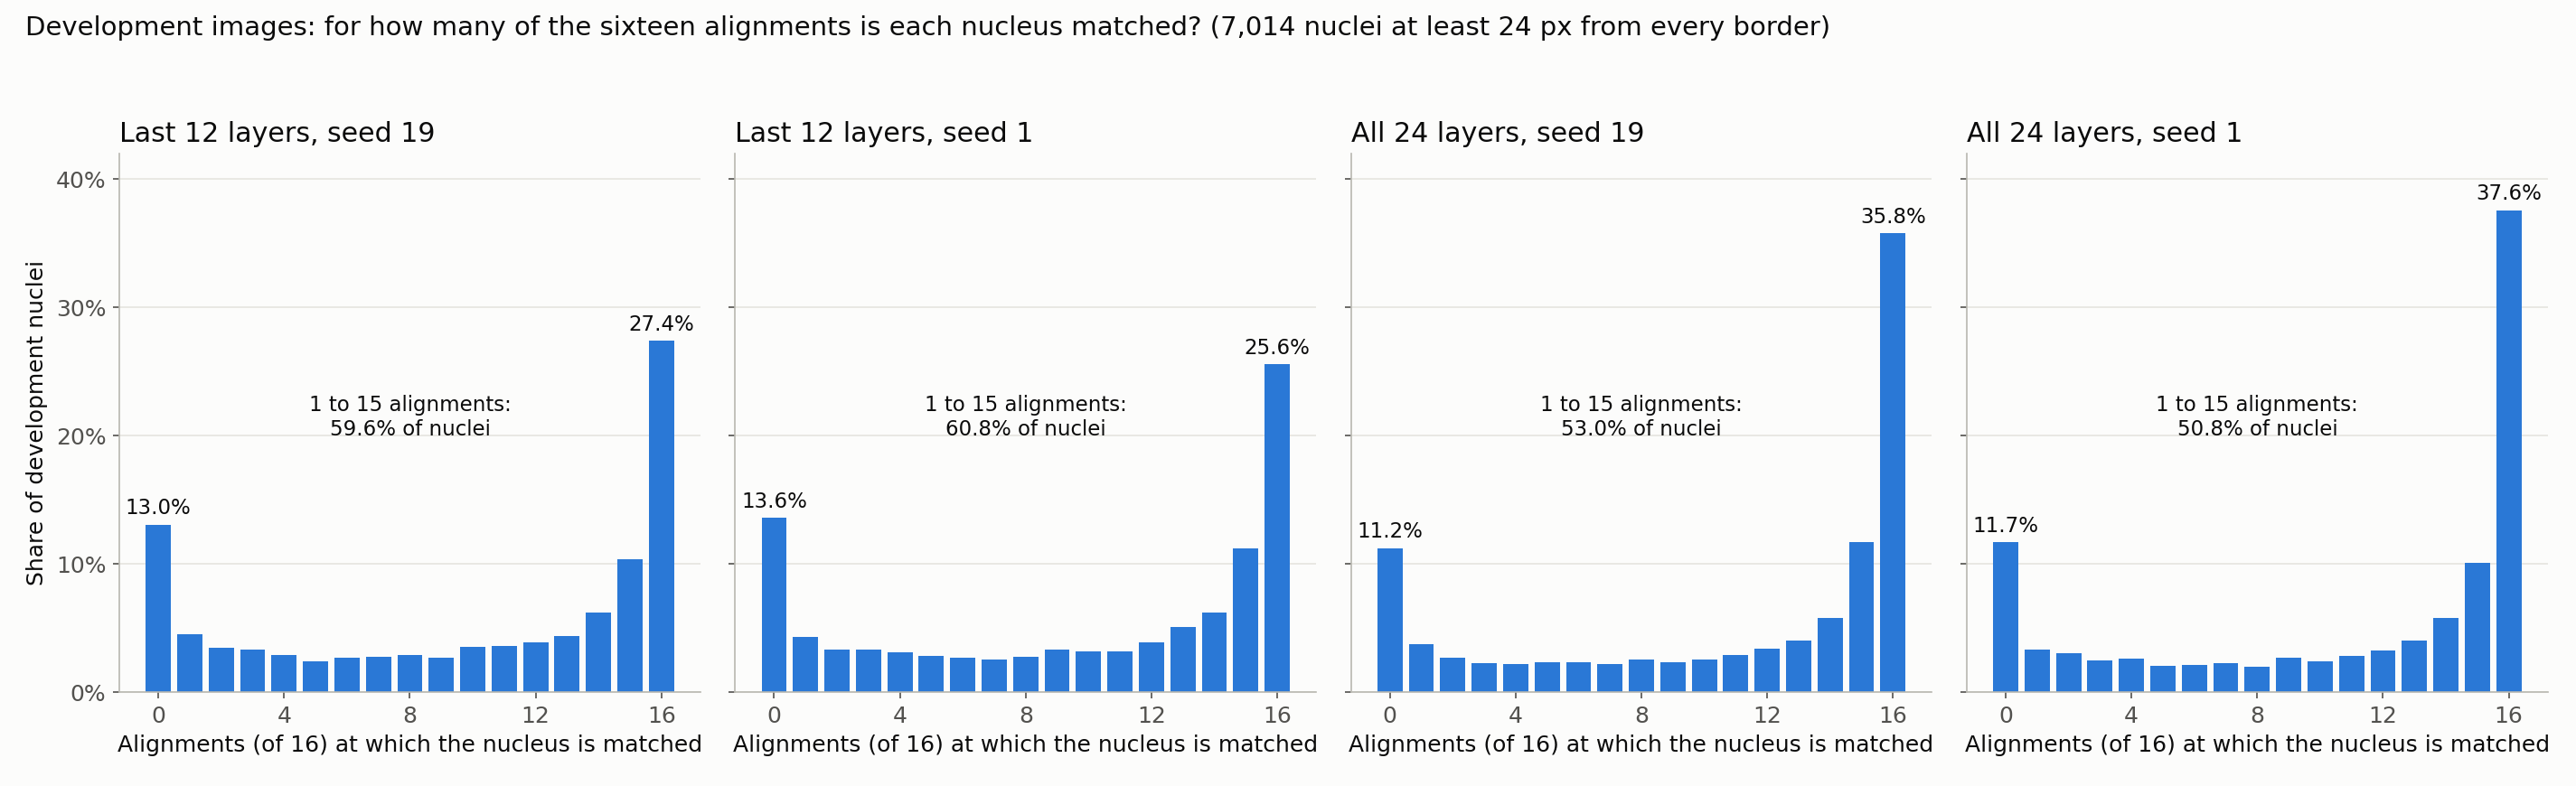 Development images: for how many of the sixteen alignments is each nucleus matched? (7,014 nuclei at least 24 px from every border)
Last 12 layers, seed 19
Share of development nuclei
40%
30%
20%
10%
0%
13.0%
1 to 15 alignments:
59.6% of nuclei
27.4%
0 4 8 12 16
Alignments (of 16) at which the nucleus is matched
Last 12 layers, seed 1
13.6%
1 to 15 alignments:
60.8% of nuclei
25.6%
0 4 8 12 16
Alignments (of 16) at which the nucleus is matched
All 24 layers, seed 19
11.2%
1 to 15 alignments:
53.0% of nuclei
35.8%
0 4 8 12 16
Alignments (of 16) at which the nucleus is matched
All 24 layers, seed 1
11.7%
1 to 15 alignments:
50.8% of nuclei
37.6%
0 4 8 12 16
Alignments (of 16) at which the nucleus is matched